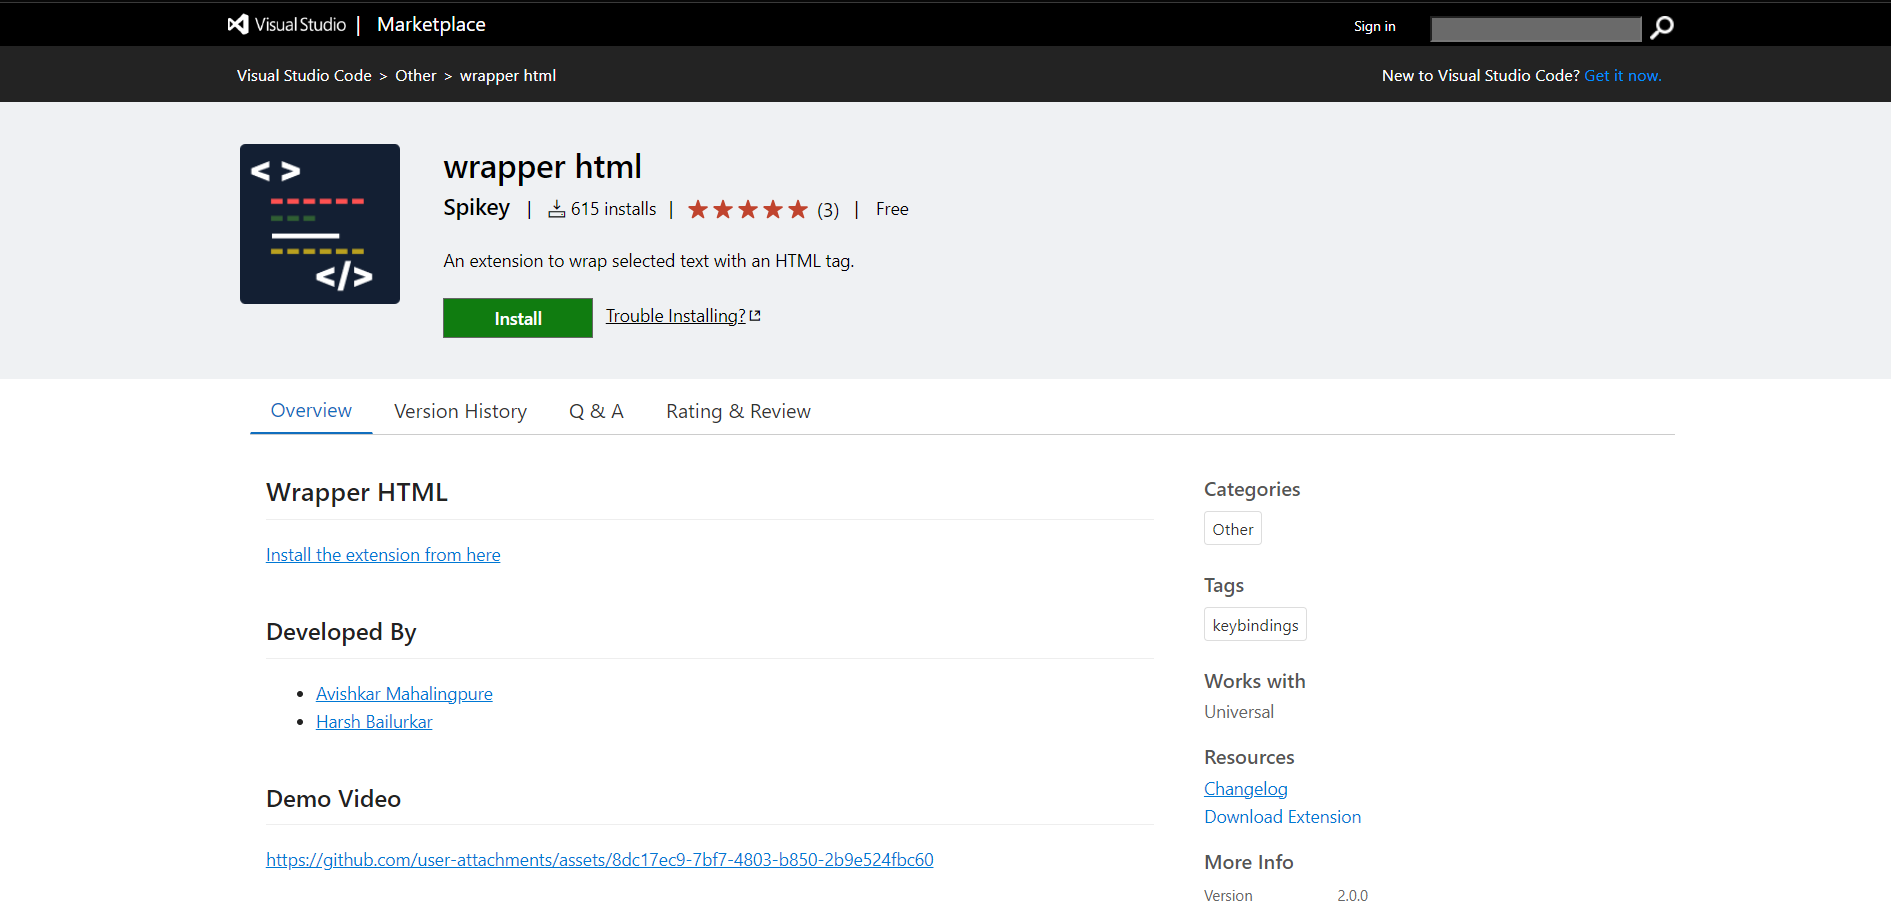 Visual Studio | Marketplace
Sign in
Visual Studio Code > Other > wrapper html
New to Visual Studio Code? Get it now.
< >
</>
wrapper html
Spikey | 615 installs | (3) | Free
An extension to wrap selected text with an HTML tag.
Install
Trouble Installing?
Overview
Version History
Q & A
Rating & Review
Wrapper HTML
Install the extension from here
Developed By
• Avishkar Mahalingpure
• Harsh Bailurkar
Demo Video
https://github.com/user-attachments/assets/8dc17ec9-7bf7-4803-b850-2b9e524fbc60
Categories
Other
Tags
keybindings
Works with
Universal
Resources
Changelog
Download Extension
More Info
Version 2.0.0